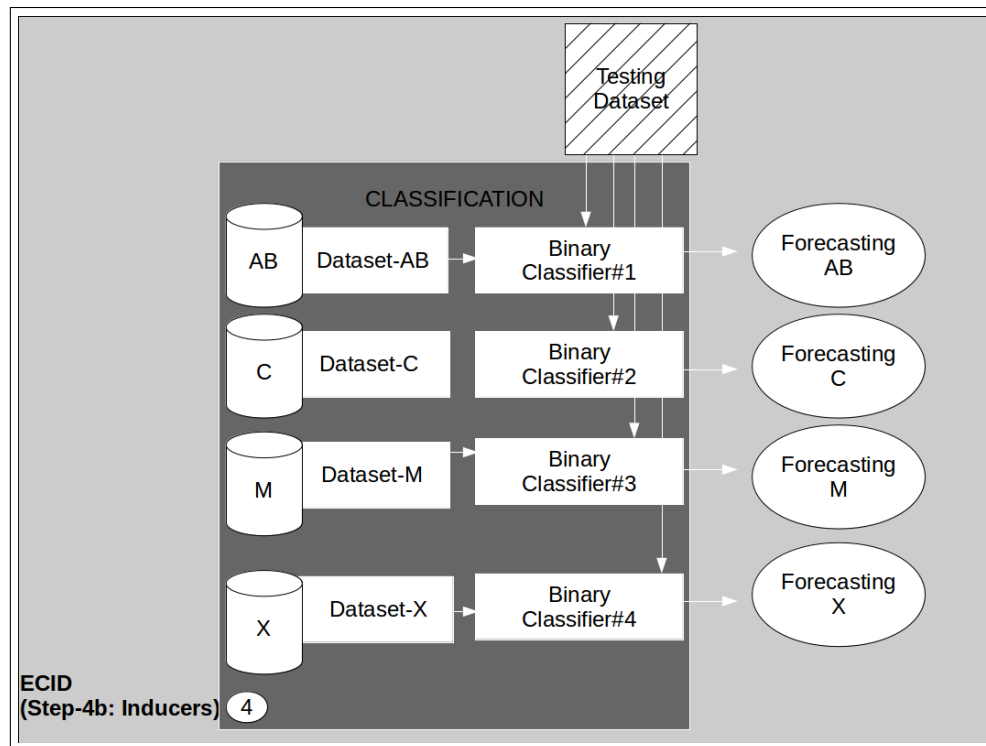 Testing
Dataset
CLASSIFICATION
AB
Dataset-AB
Binary
Classifier#1
Forecasting
AB
C
Dataset-C
Binary
Classifier#2
Forecasting
C
M
Dataset-M
Binary
Classifier#3
Forecasting
M
X
Dataset-X
Binary
Classifier#4
Forecasting
X
ECID
(Step-4b: Inducers)
4